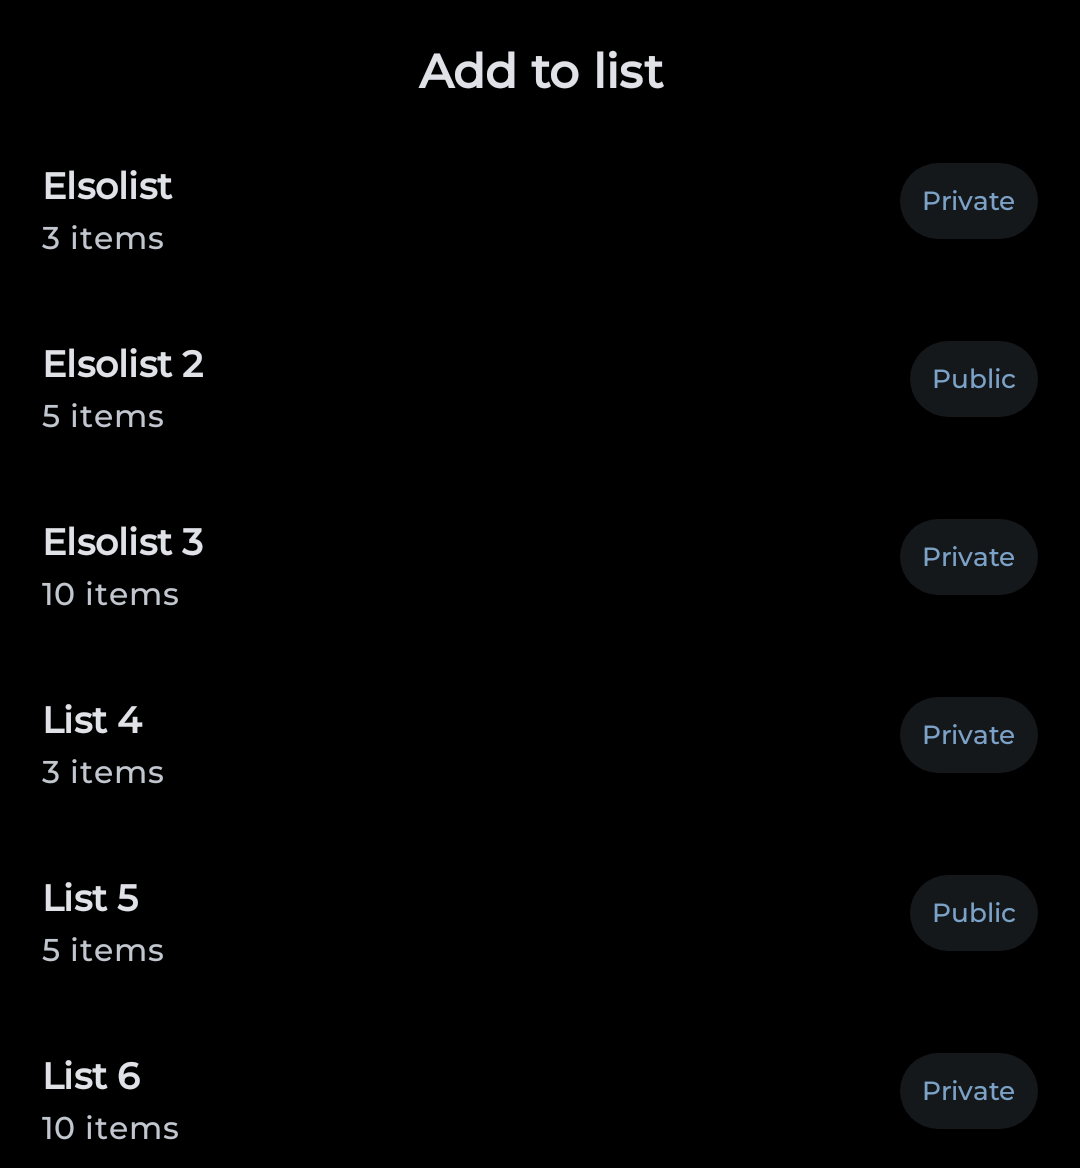 Add to list
Elsolist
Private
3 items
Elsolist 2
Public
5 items
Elsolist 3
Private
10 items
List 4
Private
3 items
List 5
Public
5 items
List 6
Private
10 items